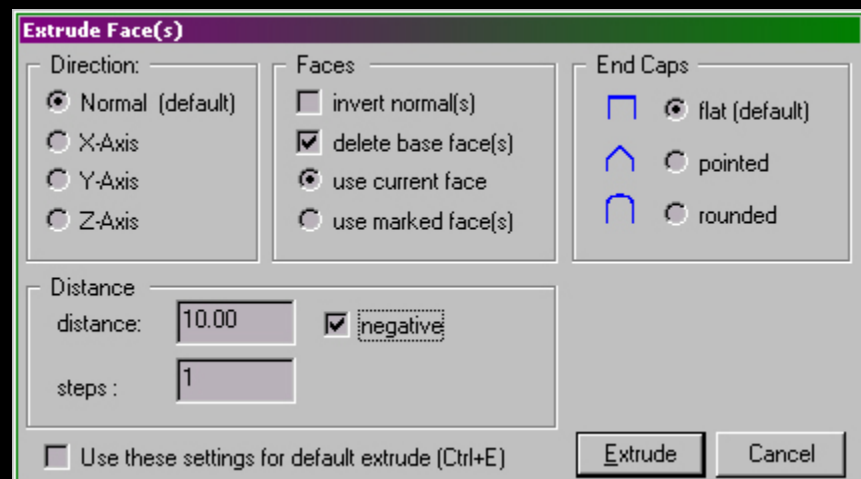 Extrude Face(s)
Direction:
Normal (default)
X-Axis
Y-Axis
Z-Axis
Faces
invert normal(s)
delete base face(s)
use current face
use marked face(s)
End Caps
flat (default)
pointed
rounded
Distance
distance:
10.00
negative
steps :
1
Use these settings for default extrude (Ctrl+E)
Extrude
Cancel